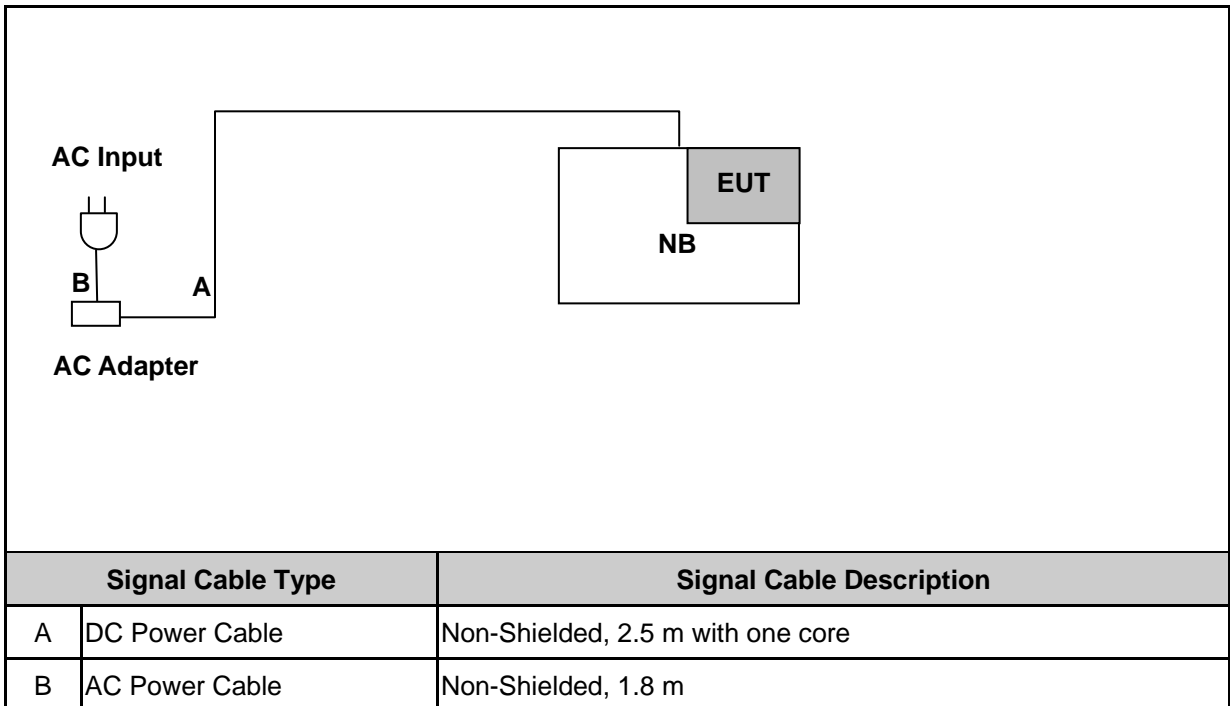 AC Input
EUT
NB
B
A
AC Adapter
Signal Cable Type Signal Cable Description
A DC Power Cable Non-Shielded, 2.5 m with one core
B AC Power Cable Non-Shielded, 1.8 m